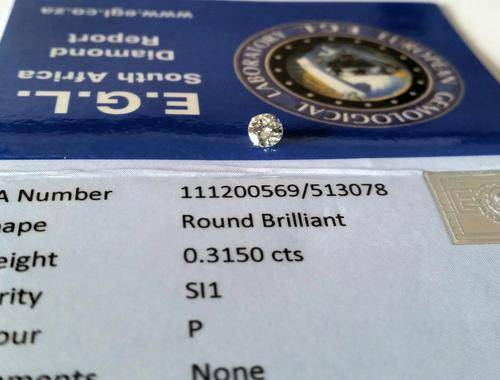 www.egl.co.za
Diamond
Report
South Africa
E.G.L.
EUROPEAN GEMOLOGICAL LABORATORY
E.G.L.
A Number 111200569/513078
ape Round Brilliant
eight 0.3150 cts
rity SI1
our P
ments None